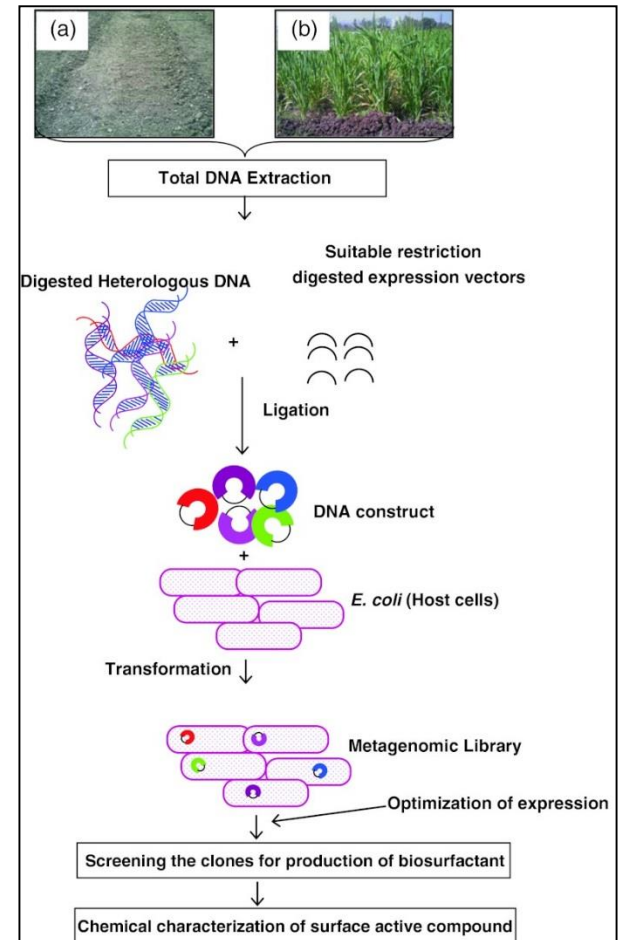 (a)
(b)
Total DNA Extraction
Suitable restriction
digested expression vectors
Digested Heterologous DNA
+
Ligation
DNA construct
+
E. coli (Host cells)
Transformation
Metagenomic Library
Optimization of expression
Screening the clones for production of biosurfactant
Chemical characterization of surface active compound